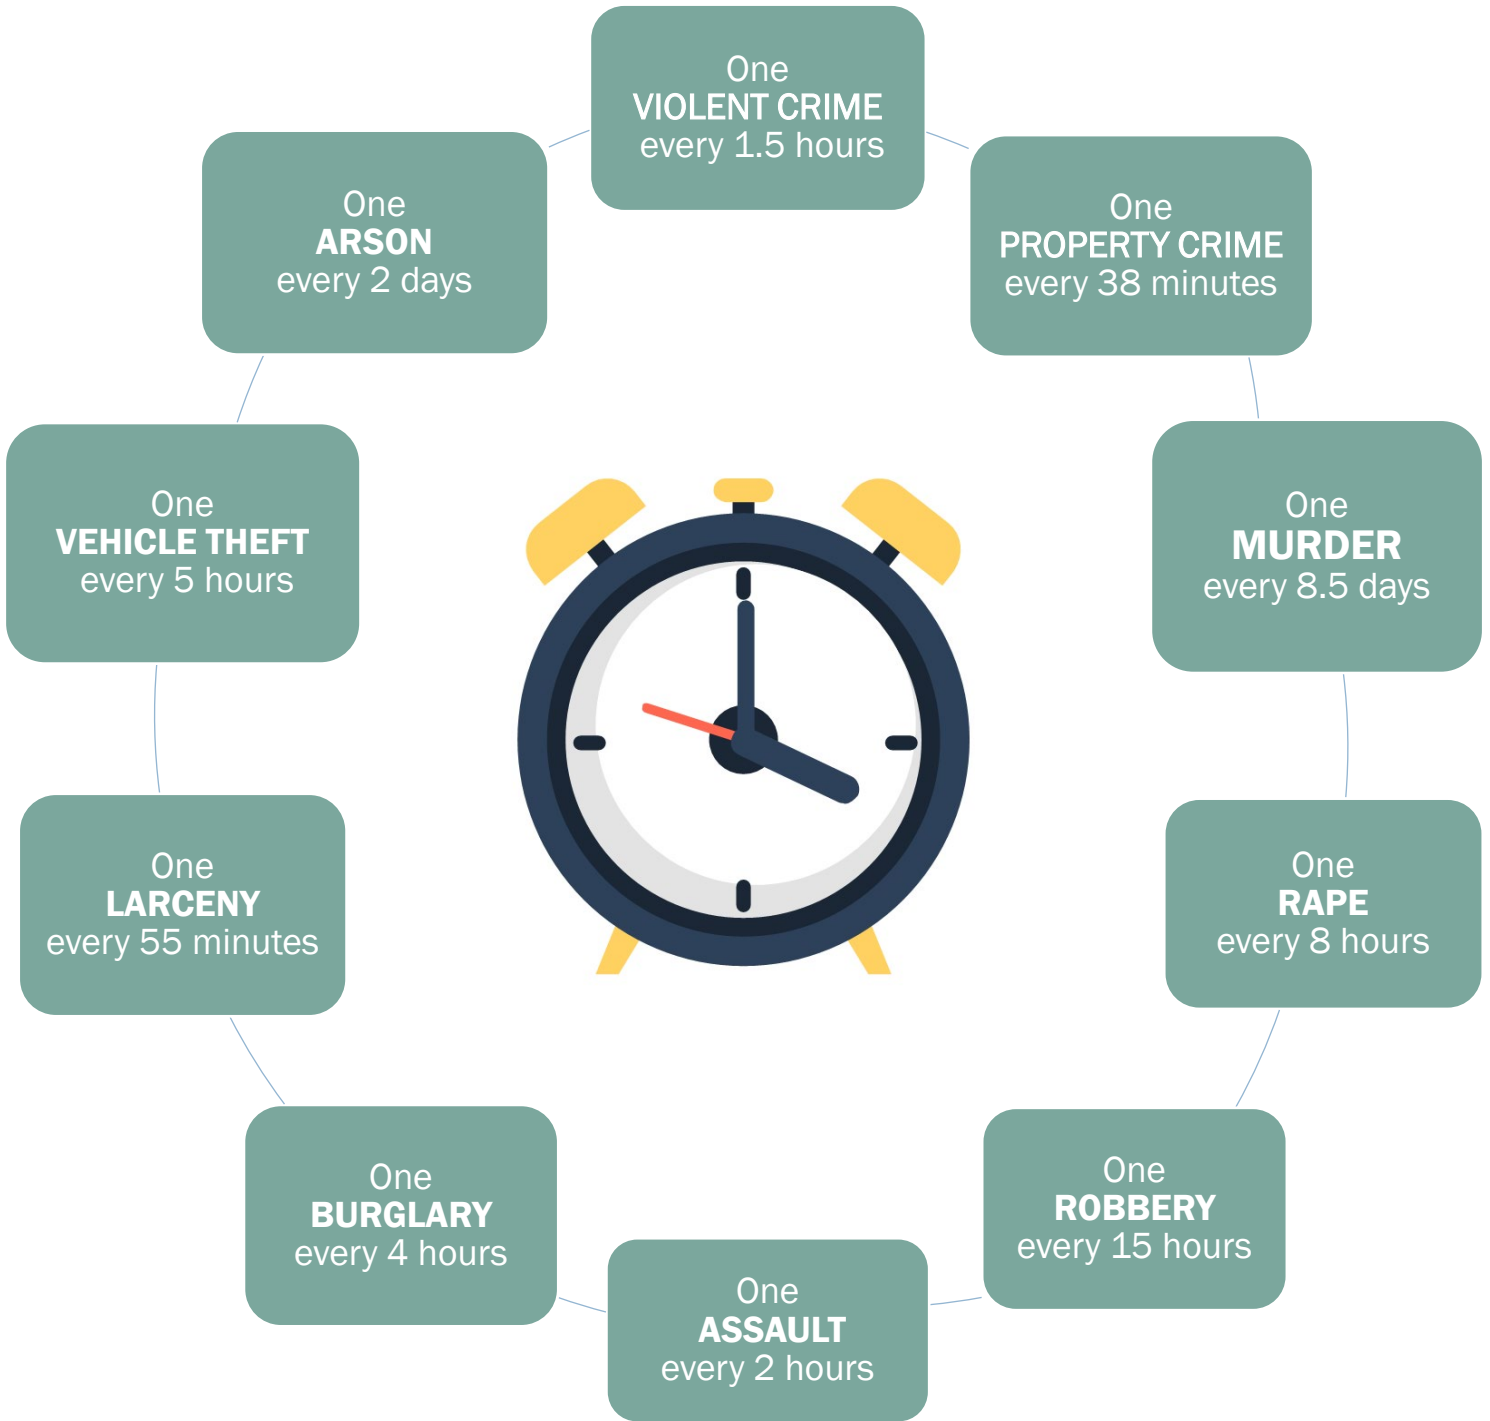 One
VIOLENT CRIME
every 1.5 hours
One
PROPERTY CRIME
every 38 minutes
One
MURDER
every 8.5 days
One
RAPE
every 8 hours
One
ROBBERY
every 15 hours
One
ASSAULT
every 2 hours
One
BURGLARY
every 4 hours
One
LARCENY
every 55 minutes
One
VEHICLE THEFT
every 5 hours
One
ARSON
every 2 days